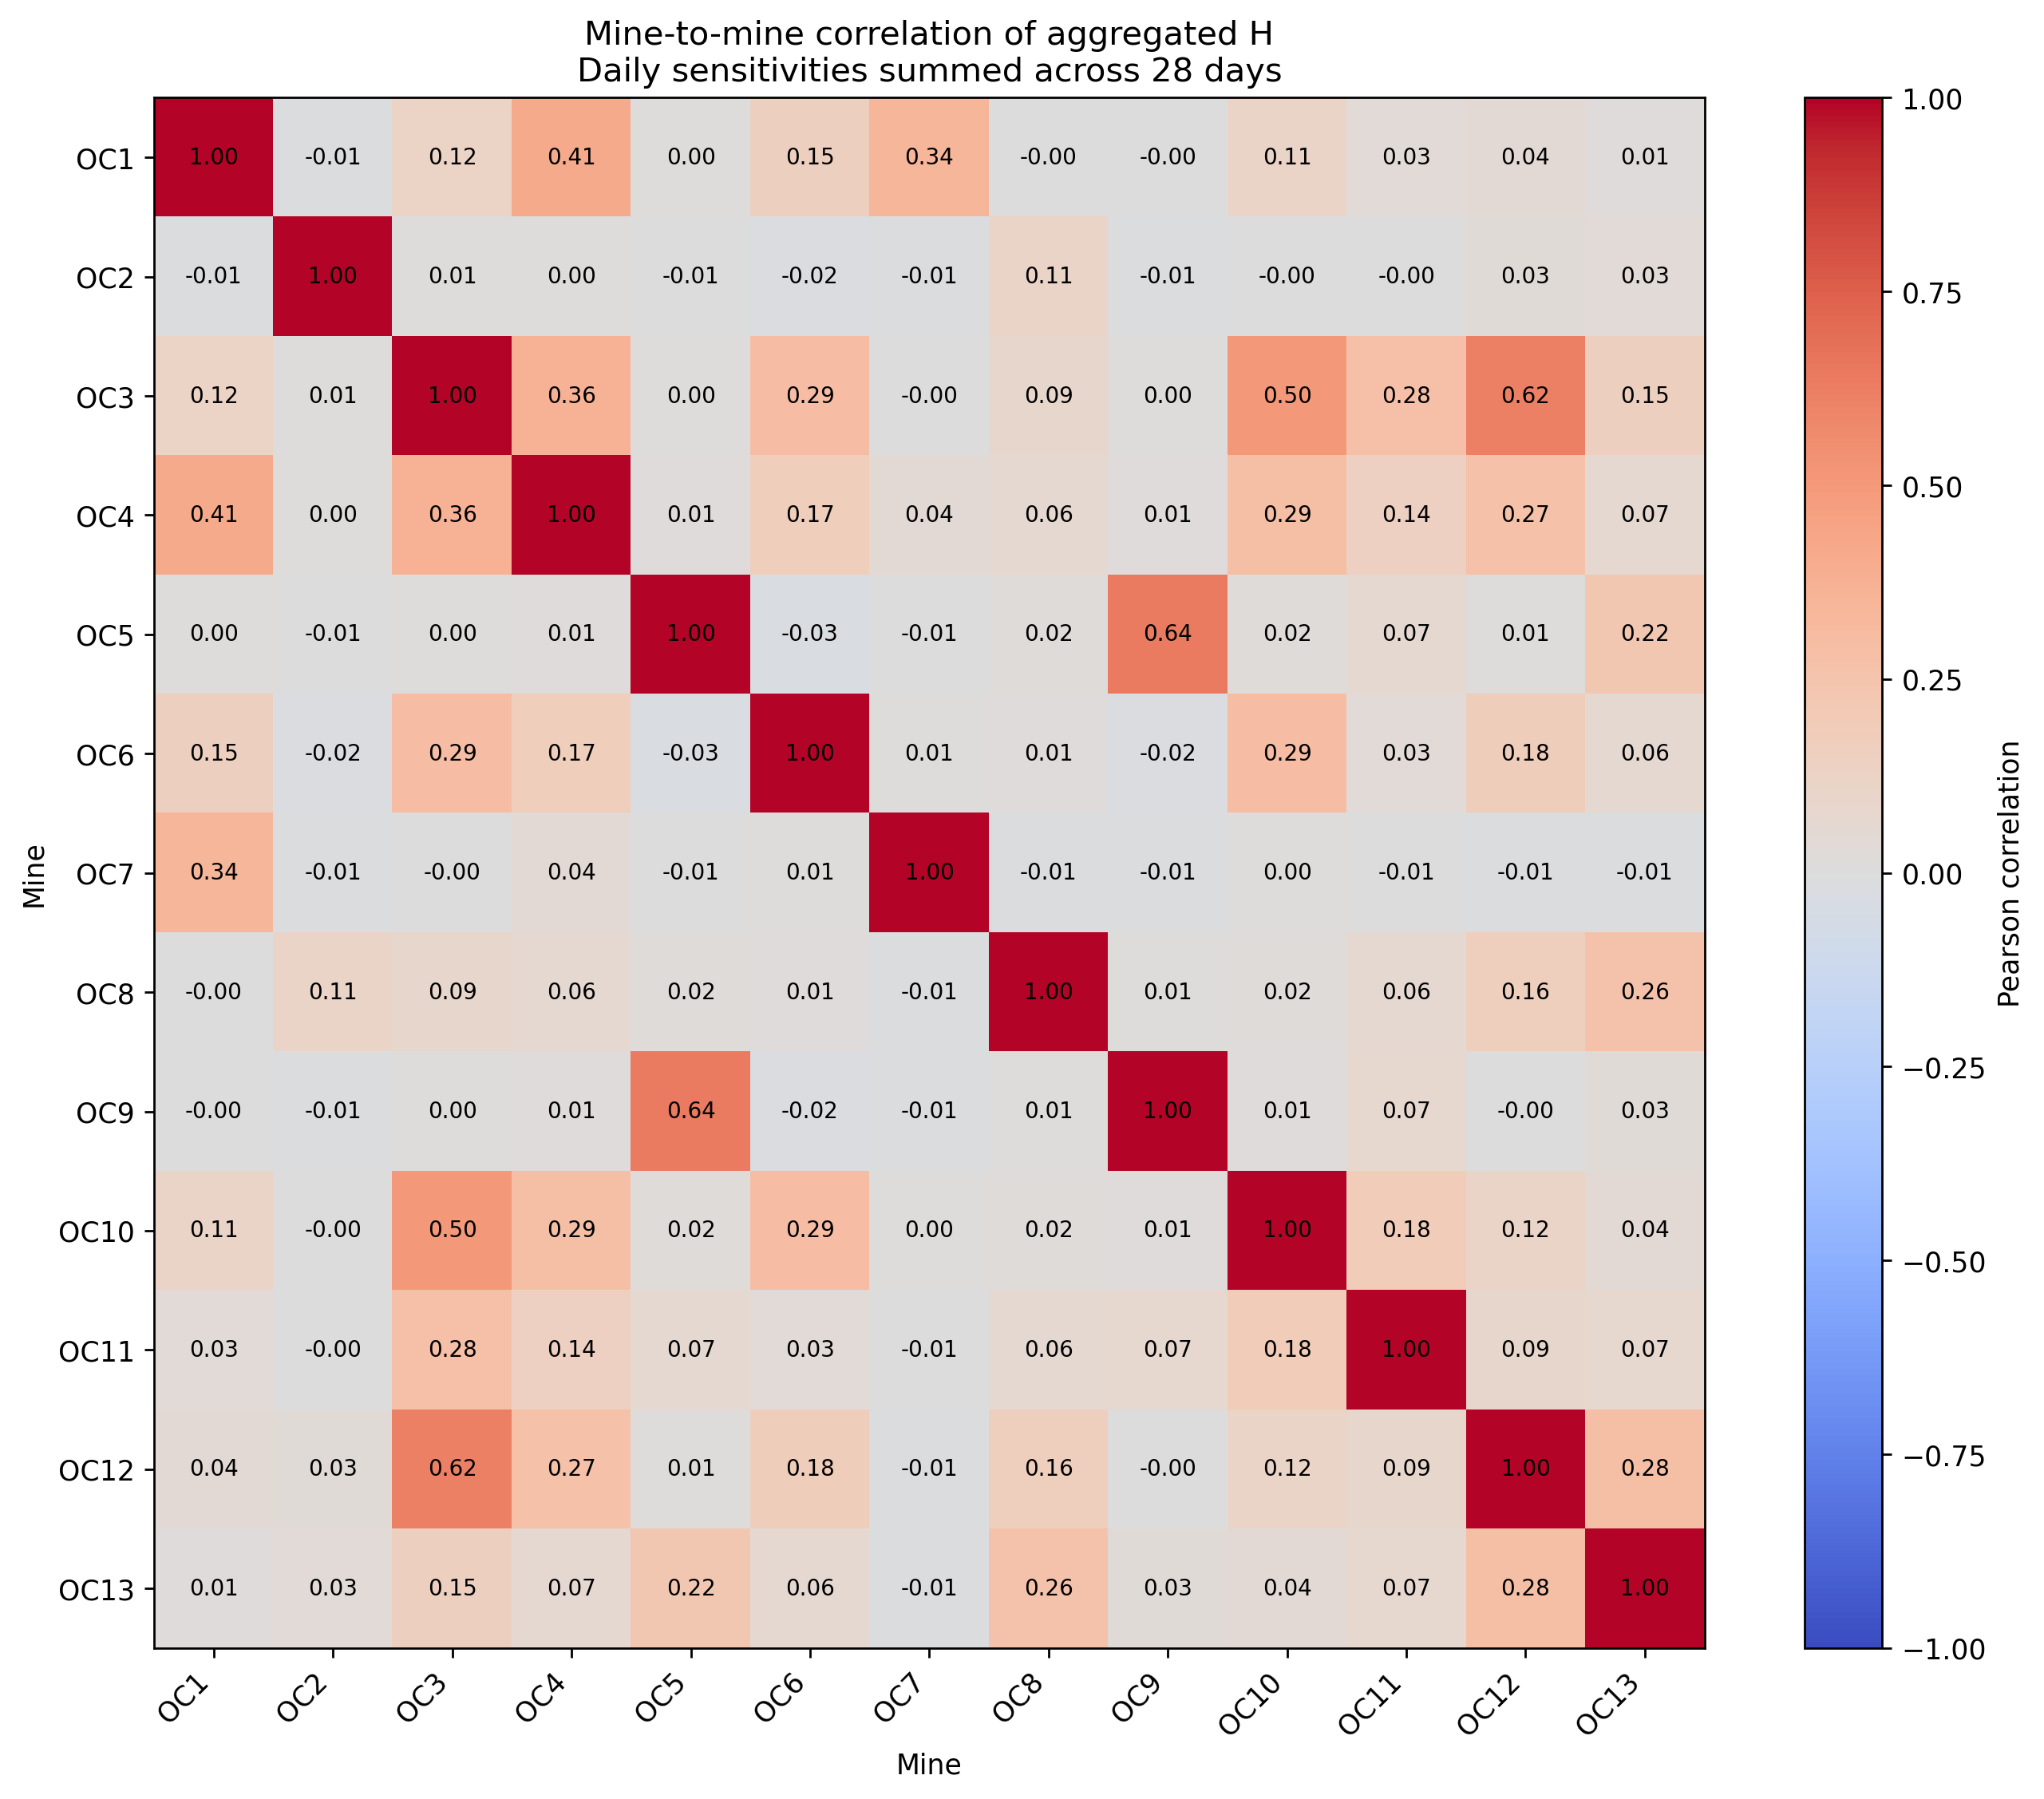 Mine-to-mine correlation of aggregated H
Daily sensitivities summed across 28 days
OC1 1.00 -0.01 0.12 0.41 0.00 0.15 0.34 -0.00 -0.00 0.11 0.03 0.04 0.01
OC2 -0.01 1.00 0.01 0.00 -0.01 -0.02 -0.01 0.11 -0.01 -0.00 -0.00 0.03 0.03
OC3 0.12 0.01 1.00 0.36 0.00 0.29 -0.00 0.09 0.00 0.50 0.28 0.62 0.15
OC4 0.41 0.00 0.36 1.00 0.01 0.17 0.04 0.06 0.01 0.29 0.14 0.27 0.07
OC5 0.00 -0.01 0.00 0.01 1.00 -0.03 -0.01 0.02 0.64 0.02 0.07 0.01 0.22
OC6 0.15 -0.02 0.29 0.17 -0.03 1.00 0.01 0.01 -0.02 0.29 0.03 0.18 0.06
OC7 0.34 -0.01 -0.00 0.04 -0.01 0.01 1.00 -0.01 -0.01 0.00 -0.01 -0.01 -0.01
OC8 -0.00 0.11 0.09 0.06 0.02 0.01 -0.01 1.00 0.01 0.02 0.06 0.16 0.26
OC9 -0.00 -0.01 0.00 0.01 0.64 -0.02 -0.01 0.01 1.00 0.01 0.07 -0.00 0.03
OC10 0.11 -0.00 0.50 0.29 0.02 0.29 0.00 0.02 0.01 1.00 0.18 0.12 0.04
OC11 0.03 -0.00 0.28 0.14 0.07 0.03 -0.01 0.06 0.07 0.18 1.00 0.09 0.07
OC12 0.04 0.03 0.62 0.27 0.01 0.18 -0.01 0.16 -0.00 0.12 0.09 1.00 0.28
OC13 0.01 0.03 0.15 0.07 0.22 0.06 -0.01 0.26 0.03 0.04 0.07 0.28 1.00
OC1 OC2 OC3 OC4 OC5 OC6 OC7 OC8 OC9 OC10 OC11 OC12 OC13
Mine
Mine
1.00
0.75
0.50
0.25
0.00
−0.25
−0.50
−0.75
−1.00
Pearson correlation